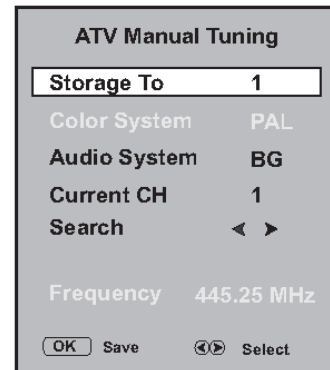 ATV Manual Tuning
Storage To 1
Color System PAL
Audio System BG
Current CH 1
Search
Frequency 445.25 MHz
OK Save Select